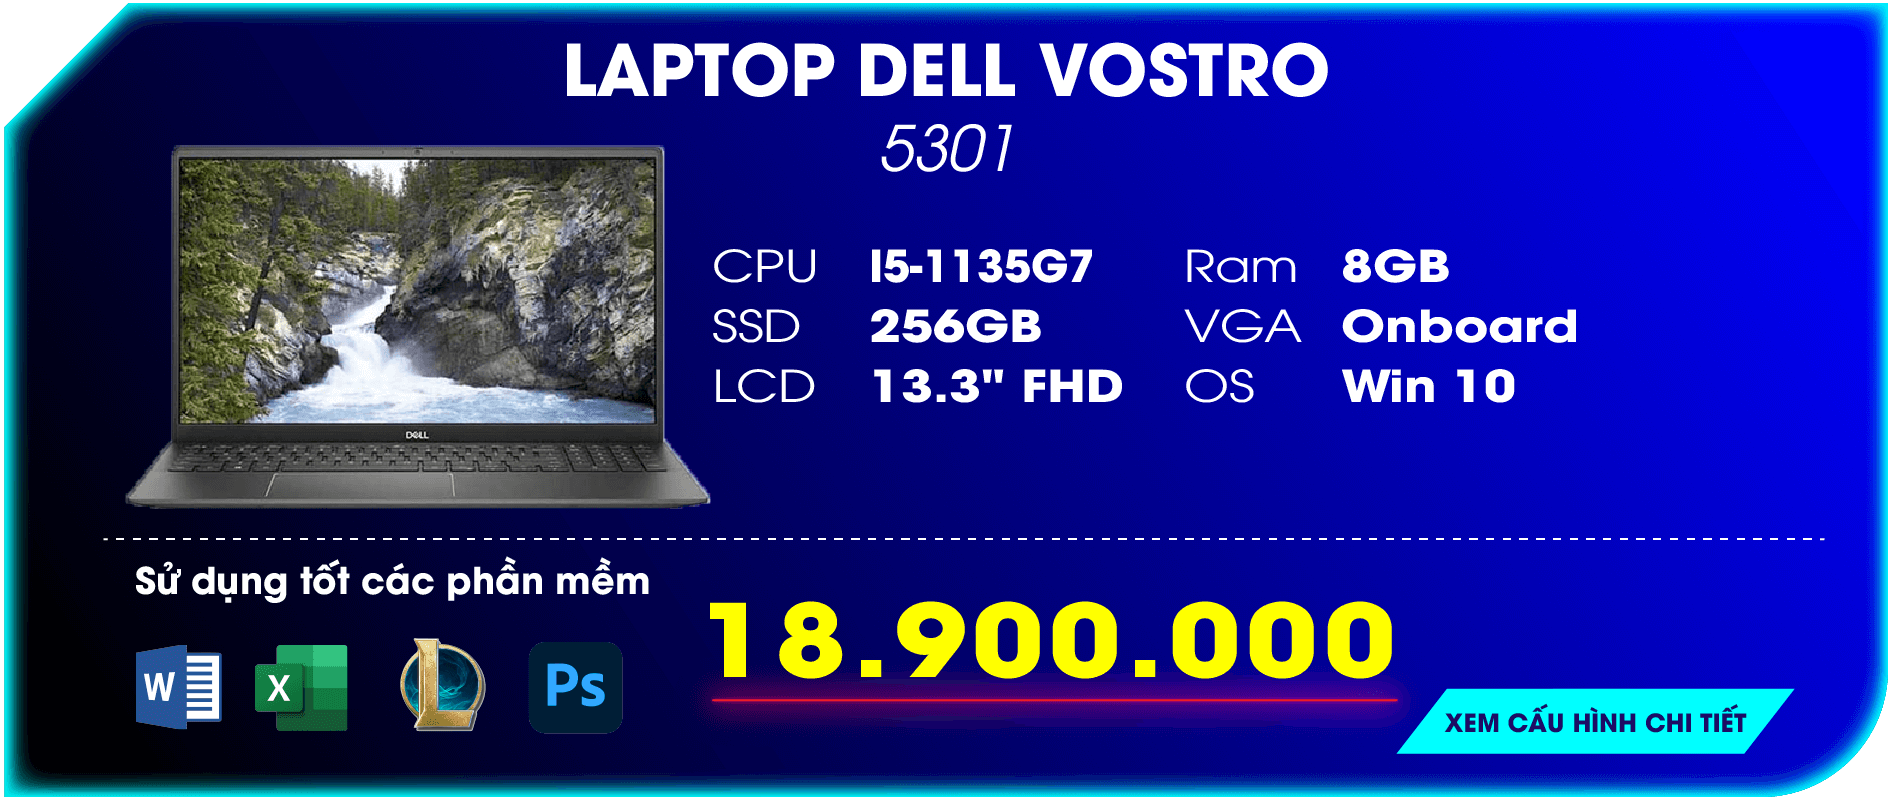 LAPTOP DELL VOSTRO
5301
CPU I5-1135G7 Ram 8GB
SSD 256GB VGA Onboard
LCD 13.3" FHD OS Win 10
DELL
Sử dụng tốt các phần mềm
18.900.000
W X L Ps
XEM CẤU HÌNH CHI TIẾT